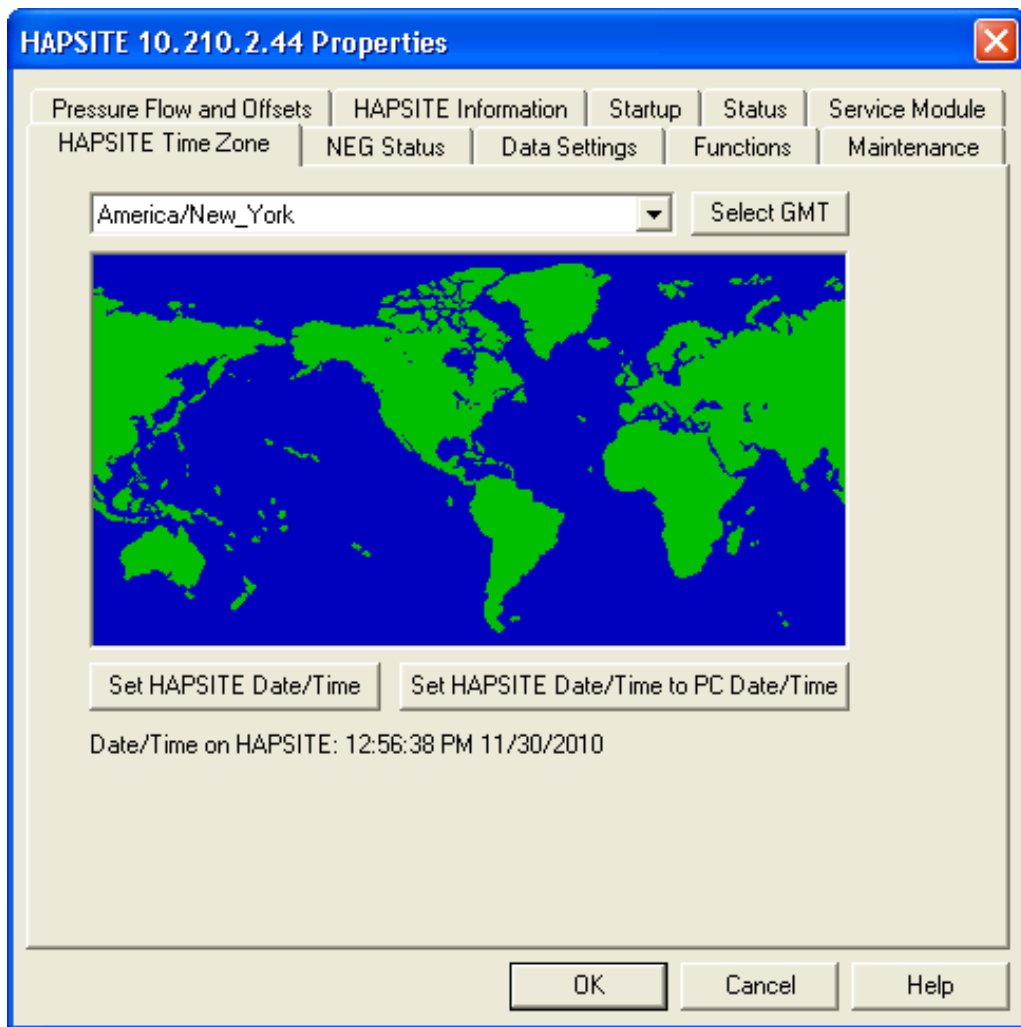 HAPSITE 10.210.2.44 Properties
Pressure Flow and Offsets HAPSITE Information Startup Status Service Module
HAPSITE Time Zone NEG Status Data Settings Functions Maintenance
America/New_York Select GMT
Set HAPSITE Date/Time Set HAPSITE Date/Time to PC Date/Time
Date/Time on HAPSITE: 12:56:38 PM 11/30/2010
OK Cancel Help